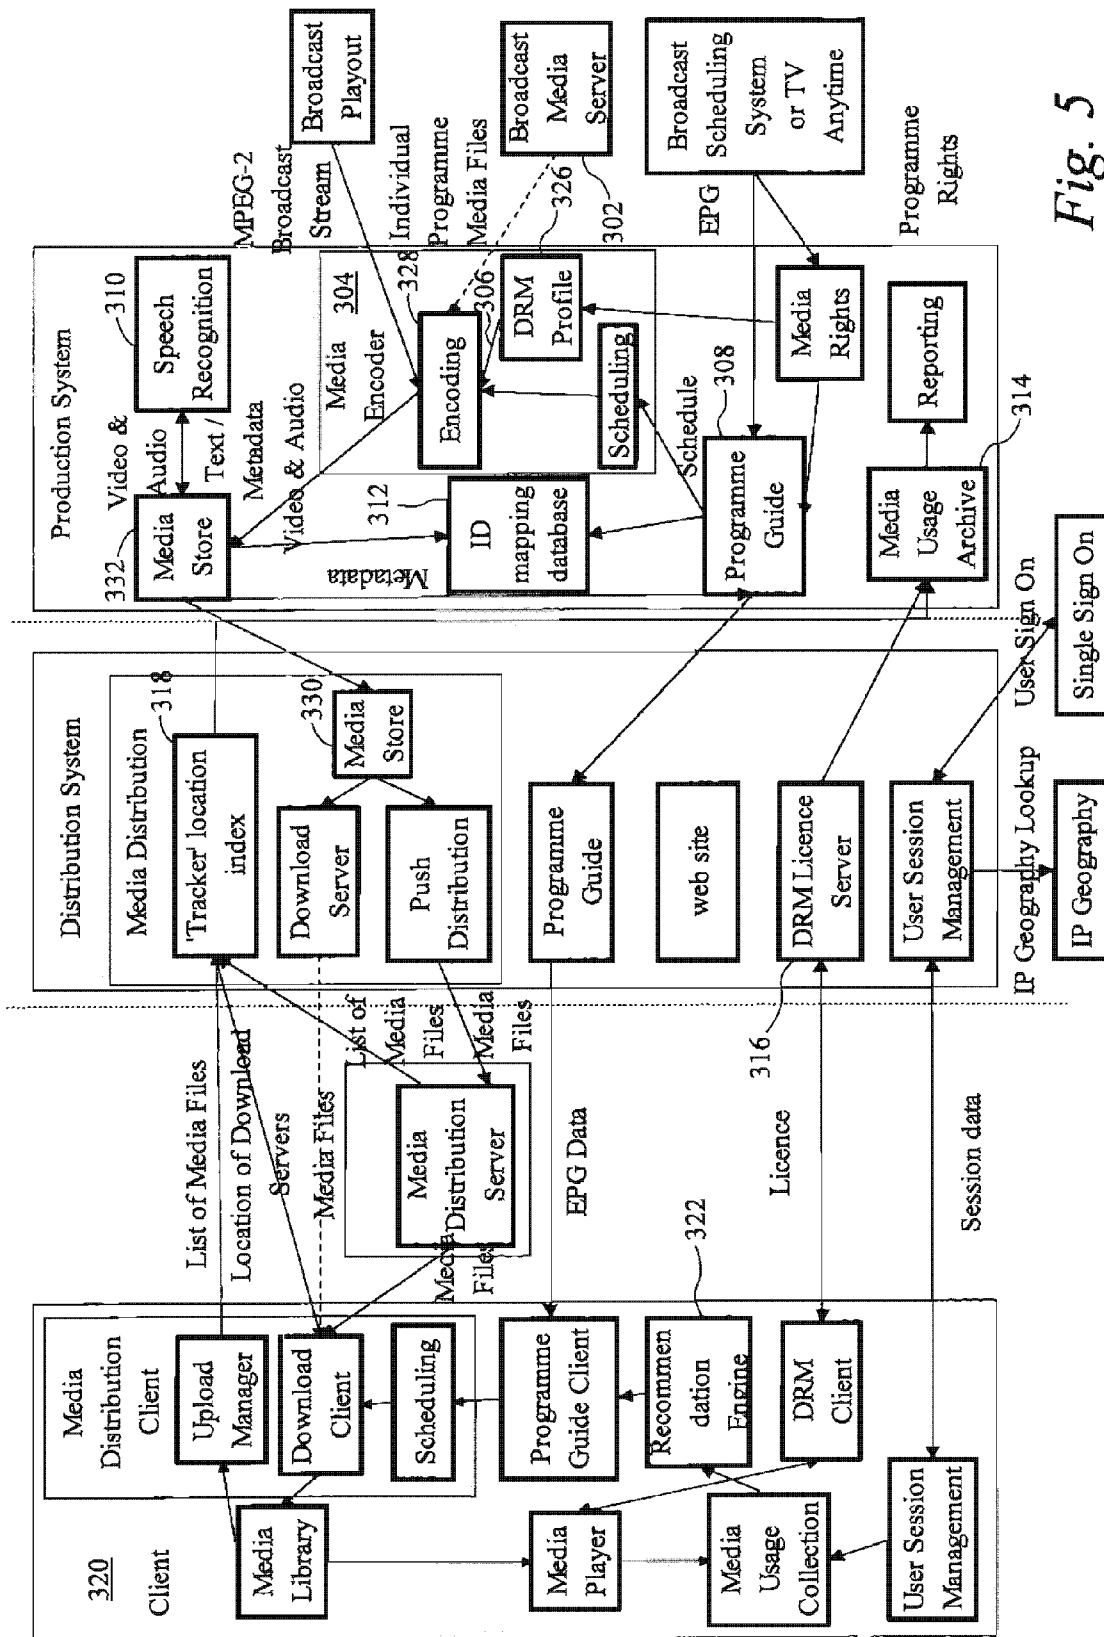 320
Client
Media
Distribution
Client
Upload
Manager
Download
Client
Scheduling
Media
Library
Programme
Guide Client
Media
Player
Recommen
dation
Engine
322
Media
Usage
Collection
DRM
Client
User Session
Management
List of Media Files
Location of Download
Servers
Media Files
List of
Media
Files
Media
Files
Media
Distribution
Server
Media
Files
EPG Data
Licence
Session data
Distribution System
Media Distribution
318
'Tracker' location
index
Download
Server
330
Media
Store
Push
Distribution
Programme
Guide
web site
316
DRM Licence
Server
User Session
Management
IP Geography Lookup
IP Geography
User Sign On
Single Sign On
Production System
332
Media
Store
Video &
Audio
Text /
Metadata
310
Speech
Recognition
Video & Audio
Metadata
312
ID
mapping
database
Media
Encoder
304
328
Encoding
306
DRM
Profile
326
Scheduling
Schedule
308
Programme
Guide
Media
Rights
Media
Usage
Archive
314
Reporting
MPEG-2
Broadcast
Stream
Broadcast
Playout
Individual
Programme
Media Files
302
Broadcast
Media
Server
EPG
Broadcast
Scheduling
System
or TV
Anytime
Programme
Rights
Fig. 5